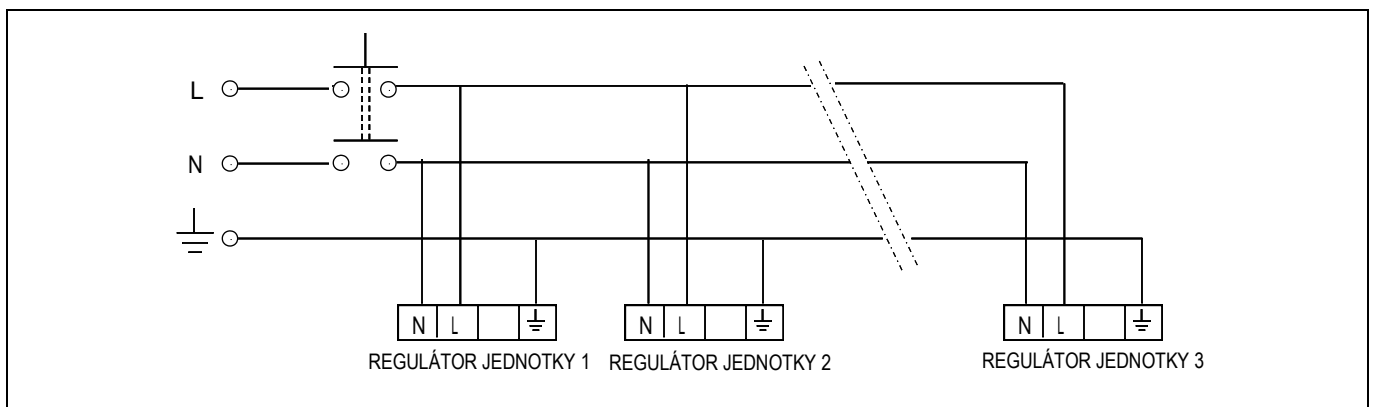 L
N
N L
REGULÁTOR JEDNOTKY 1
N L
REGULÁTOR JEDNOTKY 2
N L
REGULÁTOR JEDNOTKY 3